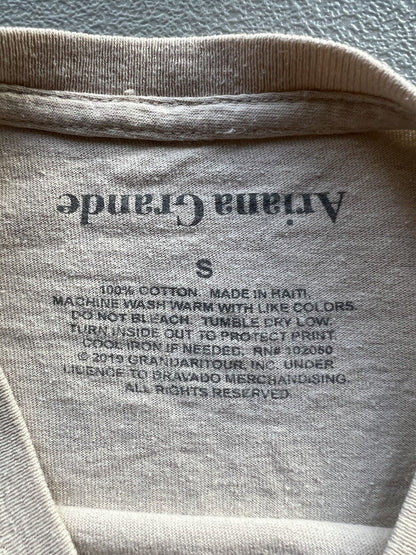 Ariana Grande
S
100% COTTON. MADE IN HAITI.
MACHINE WASH WARM WITH LIKE COLORS.
DO NOT BLEACH. TUMBLE DRY LOW.
TURN INSIDE OUT TO PROTECT PRINT.
COOL IRON IF NEEDED. RN# 102050
© 2019 GRANDARITOUR, INC. UNDER
LICENCE TO BRAVADO MERCHANDISING.
ALL RIGHTS RESERVED.